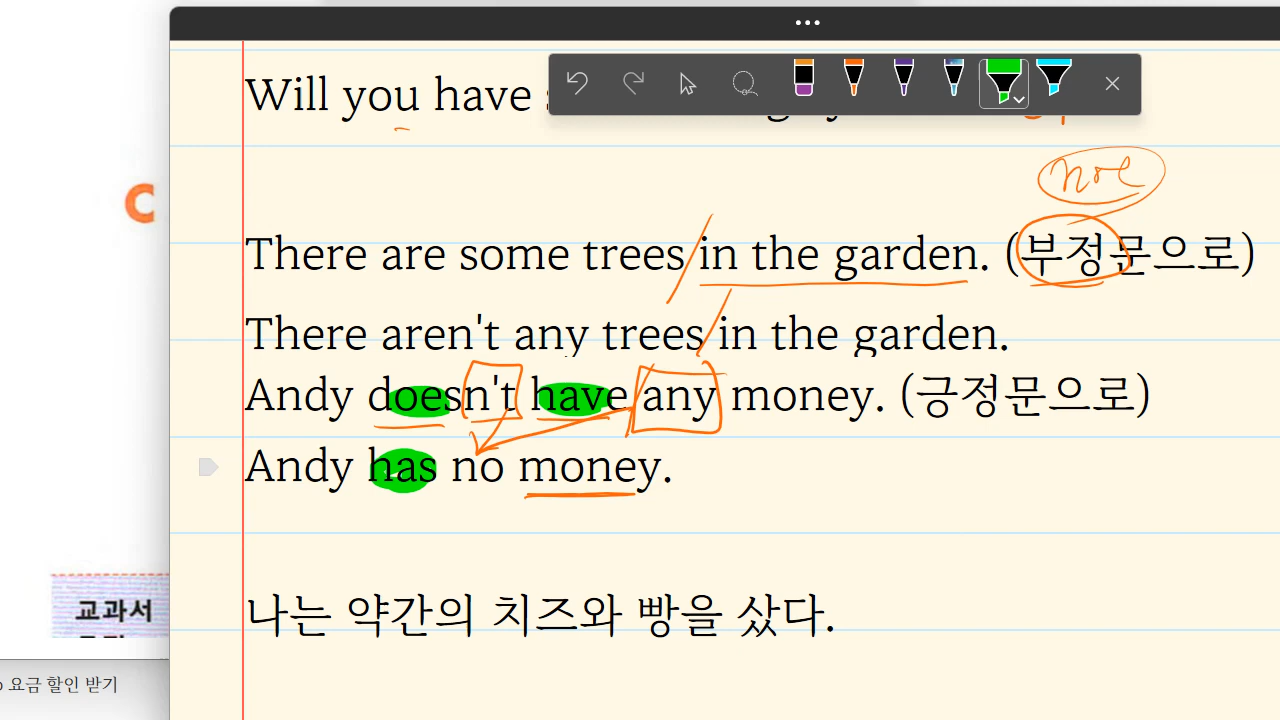 •••
Will you have
not
There are some trees in the garden. (부정문으로)
There aren't any trees in the garden.
Andy doesn't have any money. (긍정문으로)
Andy has no money.
나는 약간의 치즈와 빵을 샀다.
C
교과서
요금 할인 받기